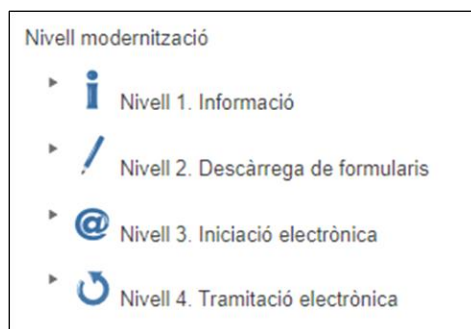 Nivell modernització
Nivell 1. Informació
Nivell 2. Descàrrega de formularis
Nivell 3. Iniciació electrònica
Nivell 4. Tramitació electrònica